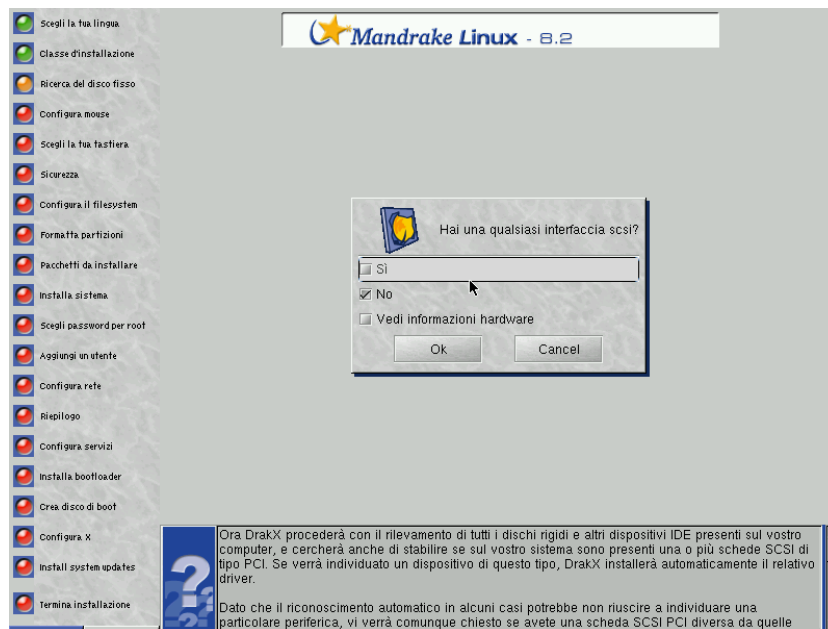 Scegli la tua lingua
Classe d'installazione
Ricerca del disco fisso
Configura mouse
Scegli la tua tastiera
Sicurezza
Configura il filesystem
Formatta partizioni
Pacchetti da installare
Installa sistema
Scegli password per root
Aggiungi un utente
Configura rete
Riepilogo
Configura servizi
Installa bootloader
Crea disco di boot
Configura X
Install system updates
Termina installazione
Mandrake Linux - 8.2
Hai una qualsiasi interfaccia scsi?
Sì
No
Vedi informazioni hardware
Ok Cancel
Ora DrakX procederà con il rilevamento di tutti i dischi rigidi e altri dispositivi IDE presenti sul vostro
computer, e cercherà anche di stabilire se sul vostro sistema sono presenti una o più schede SCSI di
tipo PCI. Se verrà individuato un dispositivo di questo tipo, DrakX installerà automaticamente il relativo
driver.
Dato che il riconoscimento automatico in alcuni casi potrebbe non riuscire a individuare una
particolare periferica, vi verrà comunque chiesto se avete una scheda SCSI PCI diversa da quelle